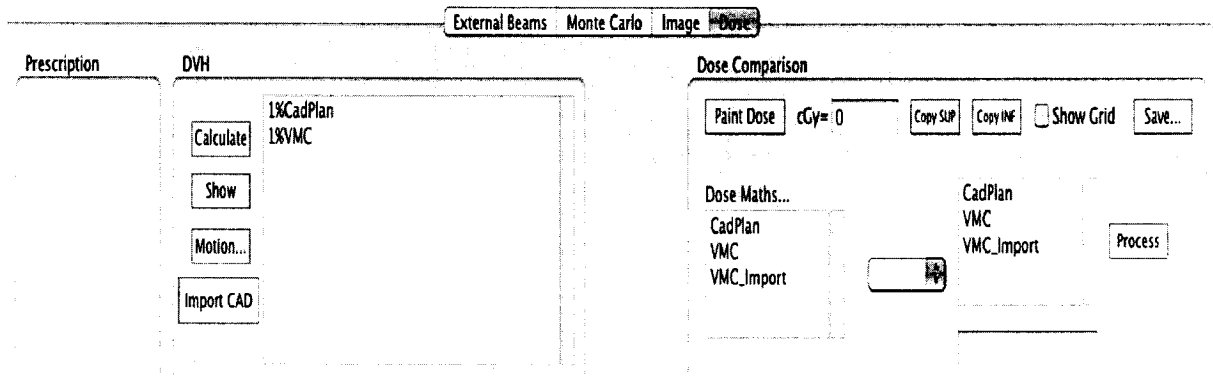 External Beams Monte Carlo Image Dose
Prescription
DVH
Calculate
Show
Motion...
Import CAD
1%CadPlan
1%VMC
Dose Comparison
Paint Dose cGy= 0 Copy SUP Copy INF Show Grid Save...
Dose Maths...
CadPlan
VMC
VMC_Import
CadPlan
VMC
VMC_Import
Process